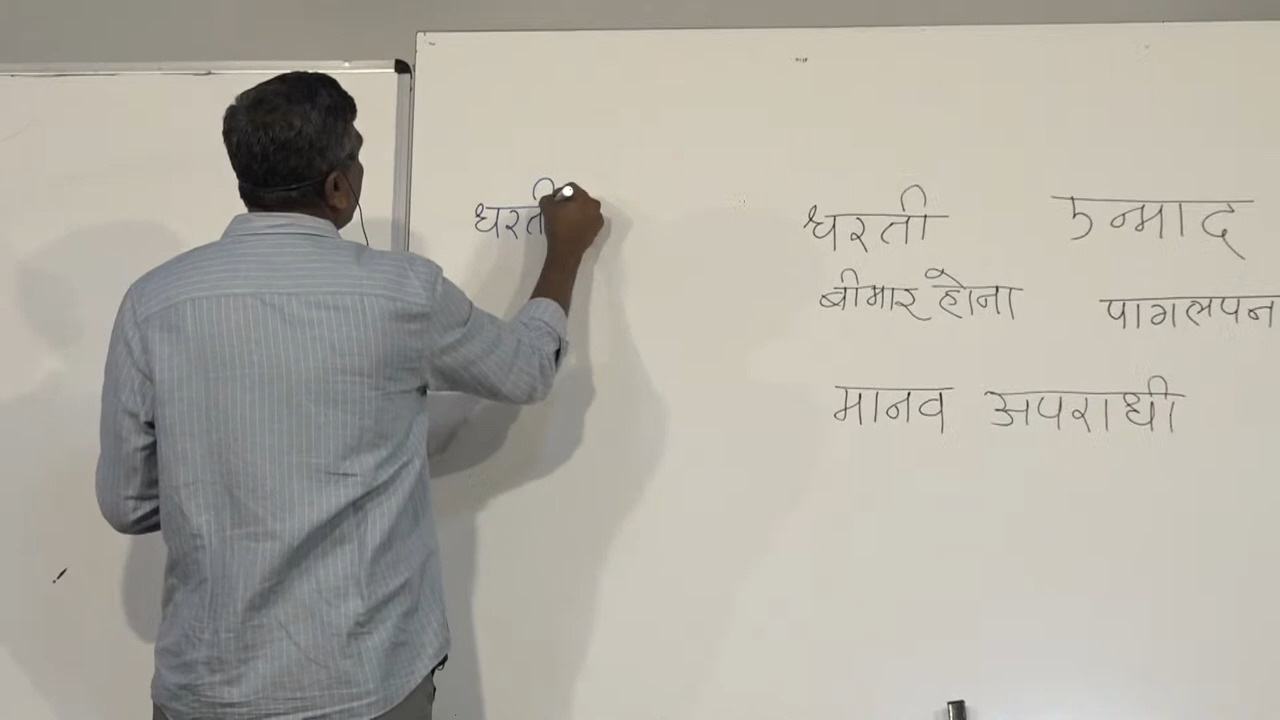 धरती
धरती उन्माद
बीमार होना पागलपन
मानव अपराधी